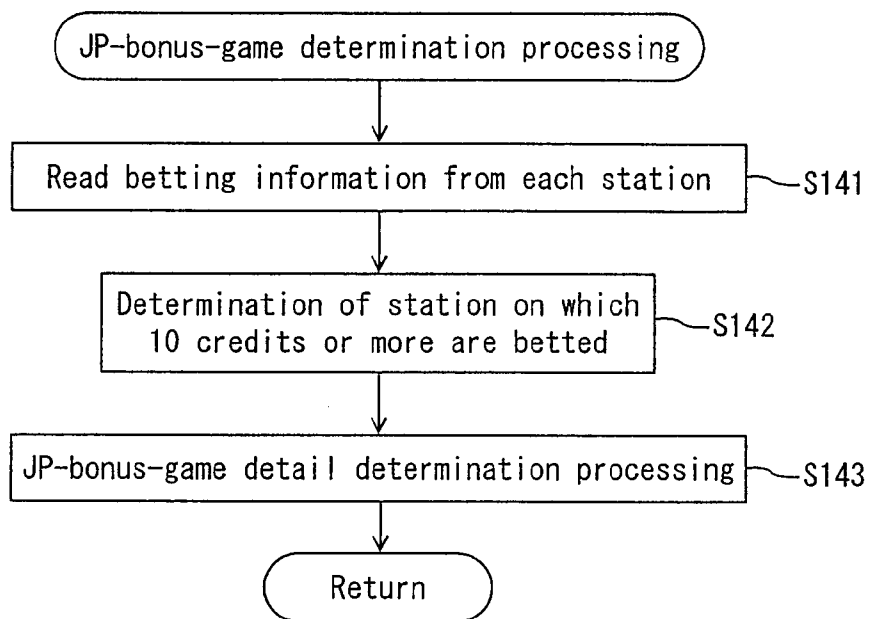 JP-bonus-game determination processing
Read betting information from each station
S141
Determination of station on which
10 credits or more are betted
S142
JP-bonus-game detail determination processing
S143
Return